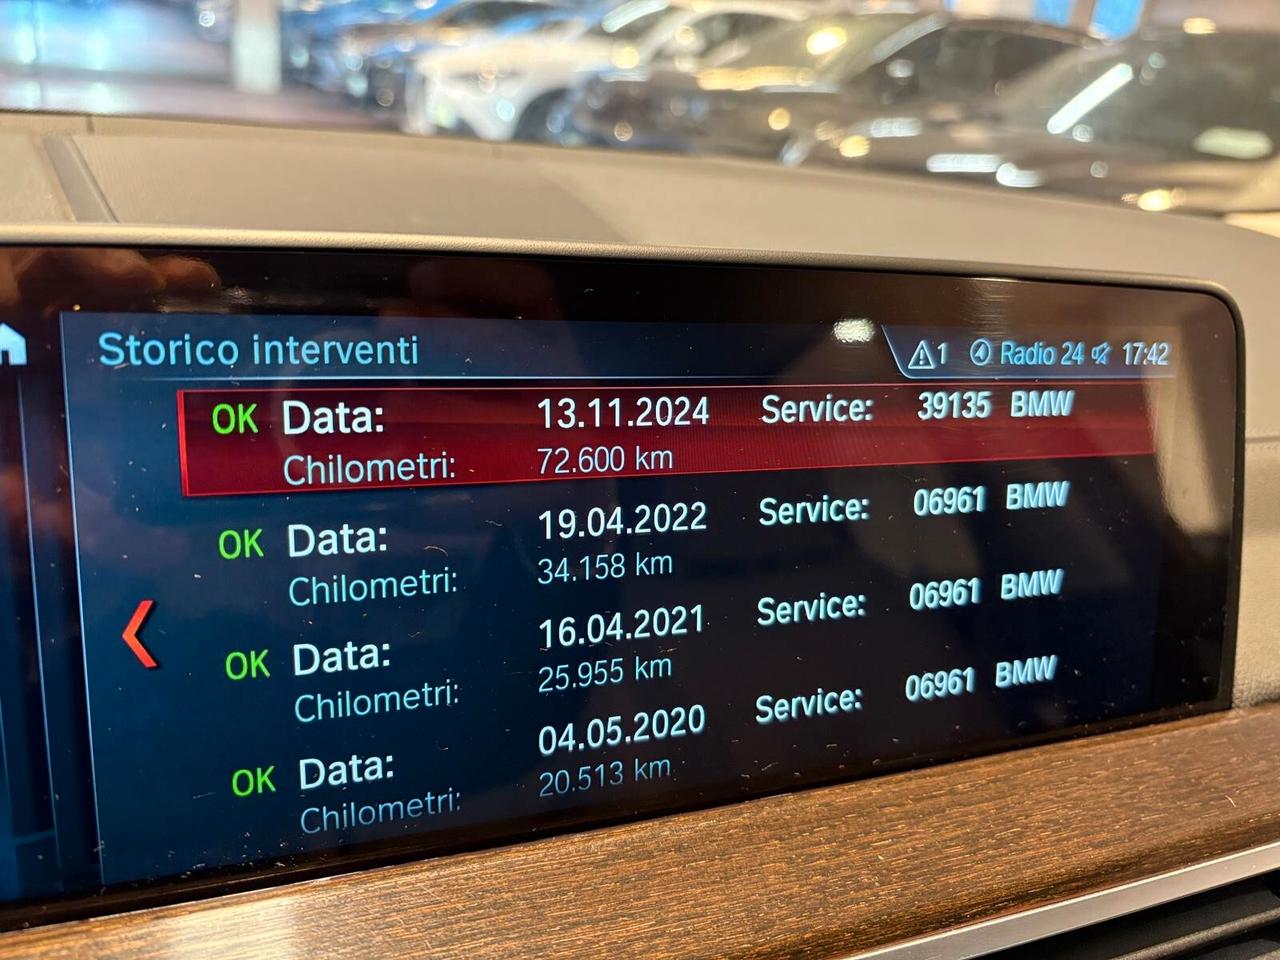 Storico interventi
1 Radio 24 17:42
OK Data: 13.11.2024 Service: 39135 BMW
Chilometri: 72.600 km
OK Data: 19.04.2022 Service: 06961 BMW
Chilometri: 34.158 km
OK Data: 16.04.2021 Service: 06961 BMW
Chilometri: 25.955 km
OK Data: 04.05.2020 Service: 06961 BMW
Chilometri: 20.513 km